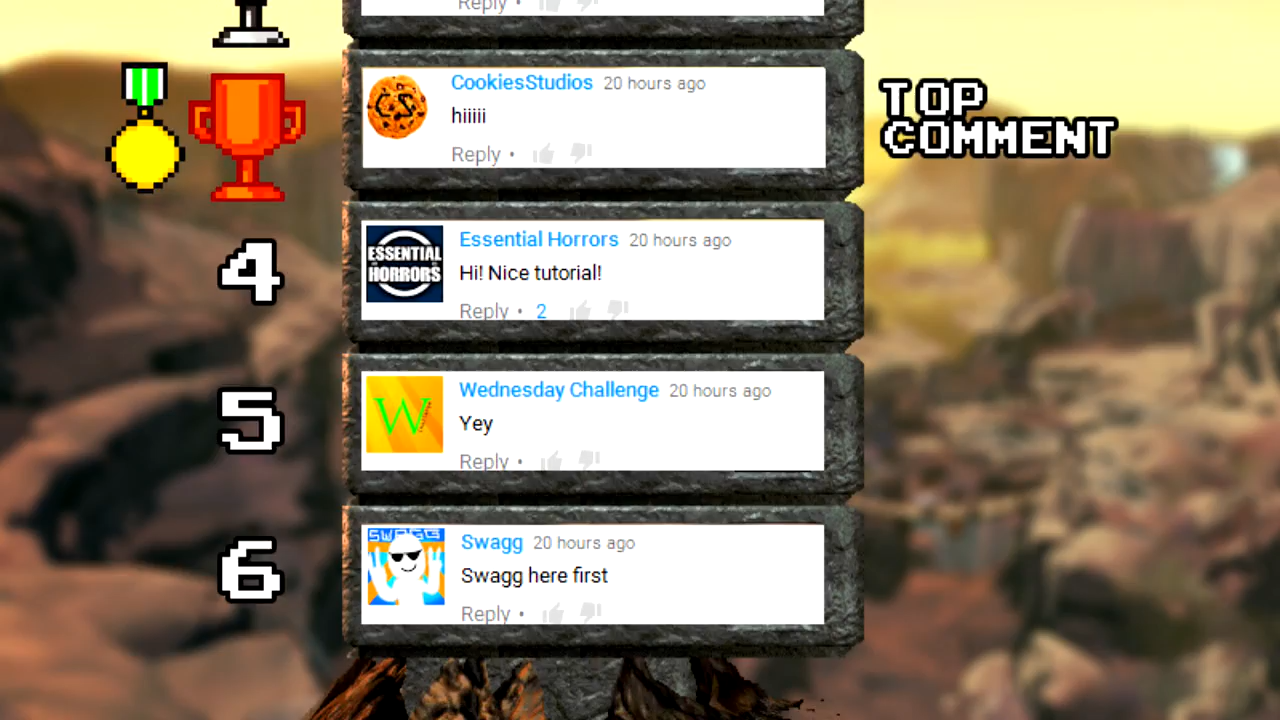 Reply •
CookiesStudios 20 hours ago
hiiiii
Reply •
TOP
COMMENT
CS
4
ESSENTIAL
HORRORS
Essential Horrors 20 hours ago
Hi! Nice tutorial!
Reply • 2
5
W
Wednesday Challenge 20 hours ago
Yey
Reply •
6
SWAGG
Swagg 20 hours ago
Swagg here first
Reply •